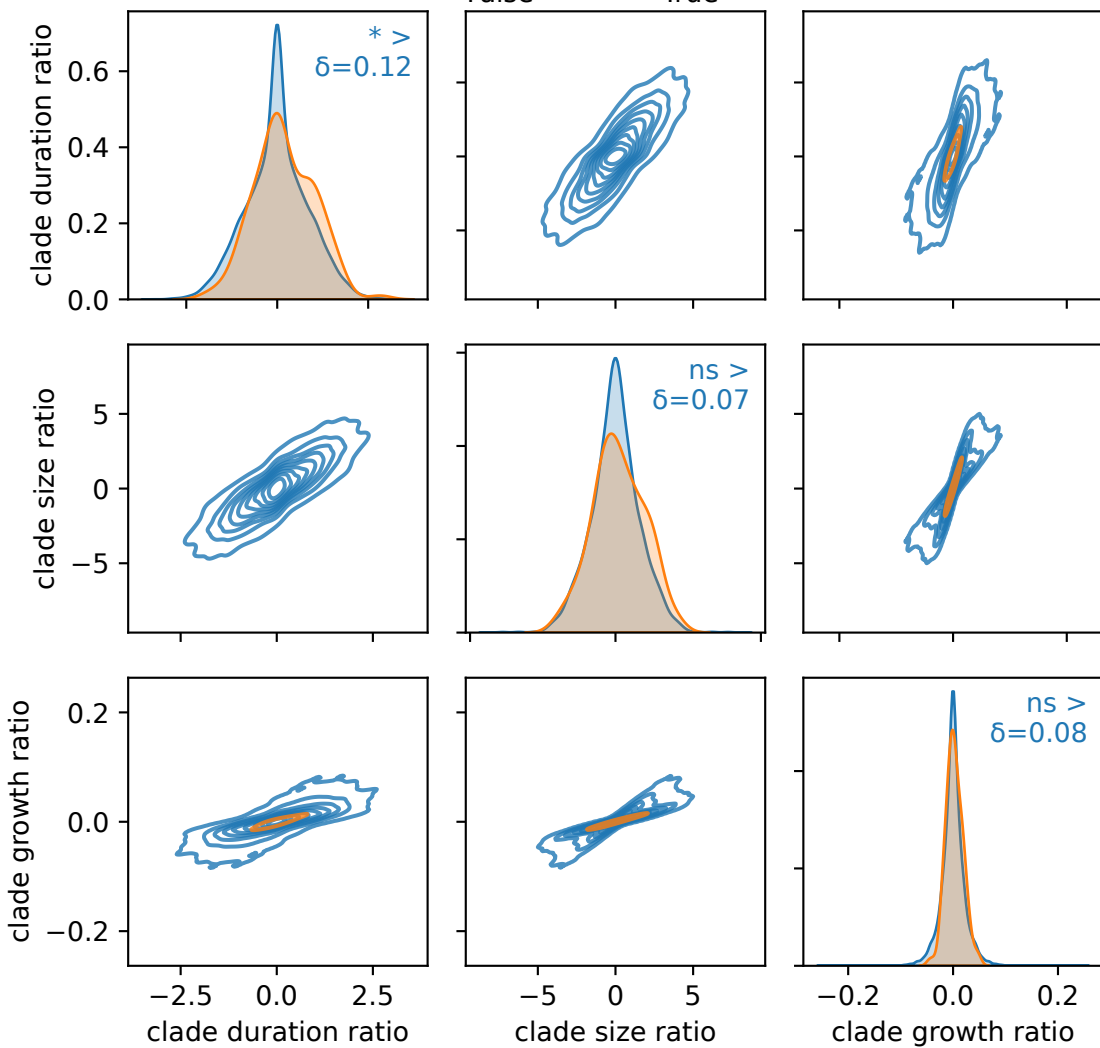 clade duration ratio
0.6
0.4
0.2
0.0
* >
δ=0.12
clade size ratio
5
0
−5
ns >
δ=0.07
clade growth ratio
0.2
0.0
−0.2
ns >
δ=0.08
−2.5 0.0 2.5
−5 0 5
−0.2 0.0 0.2
clade duration ratio
clade size ratio
clade growth ratio